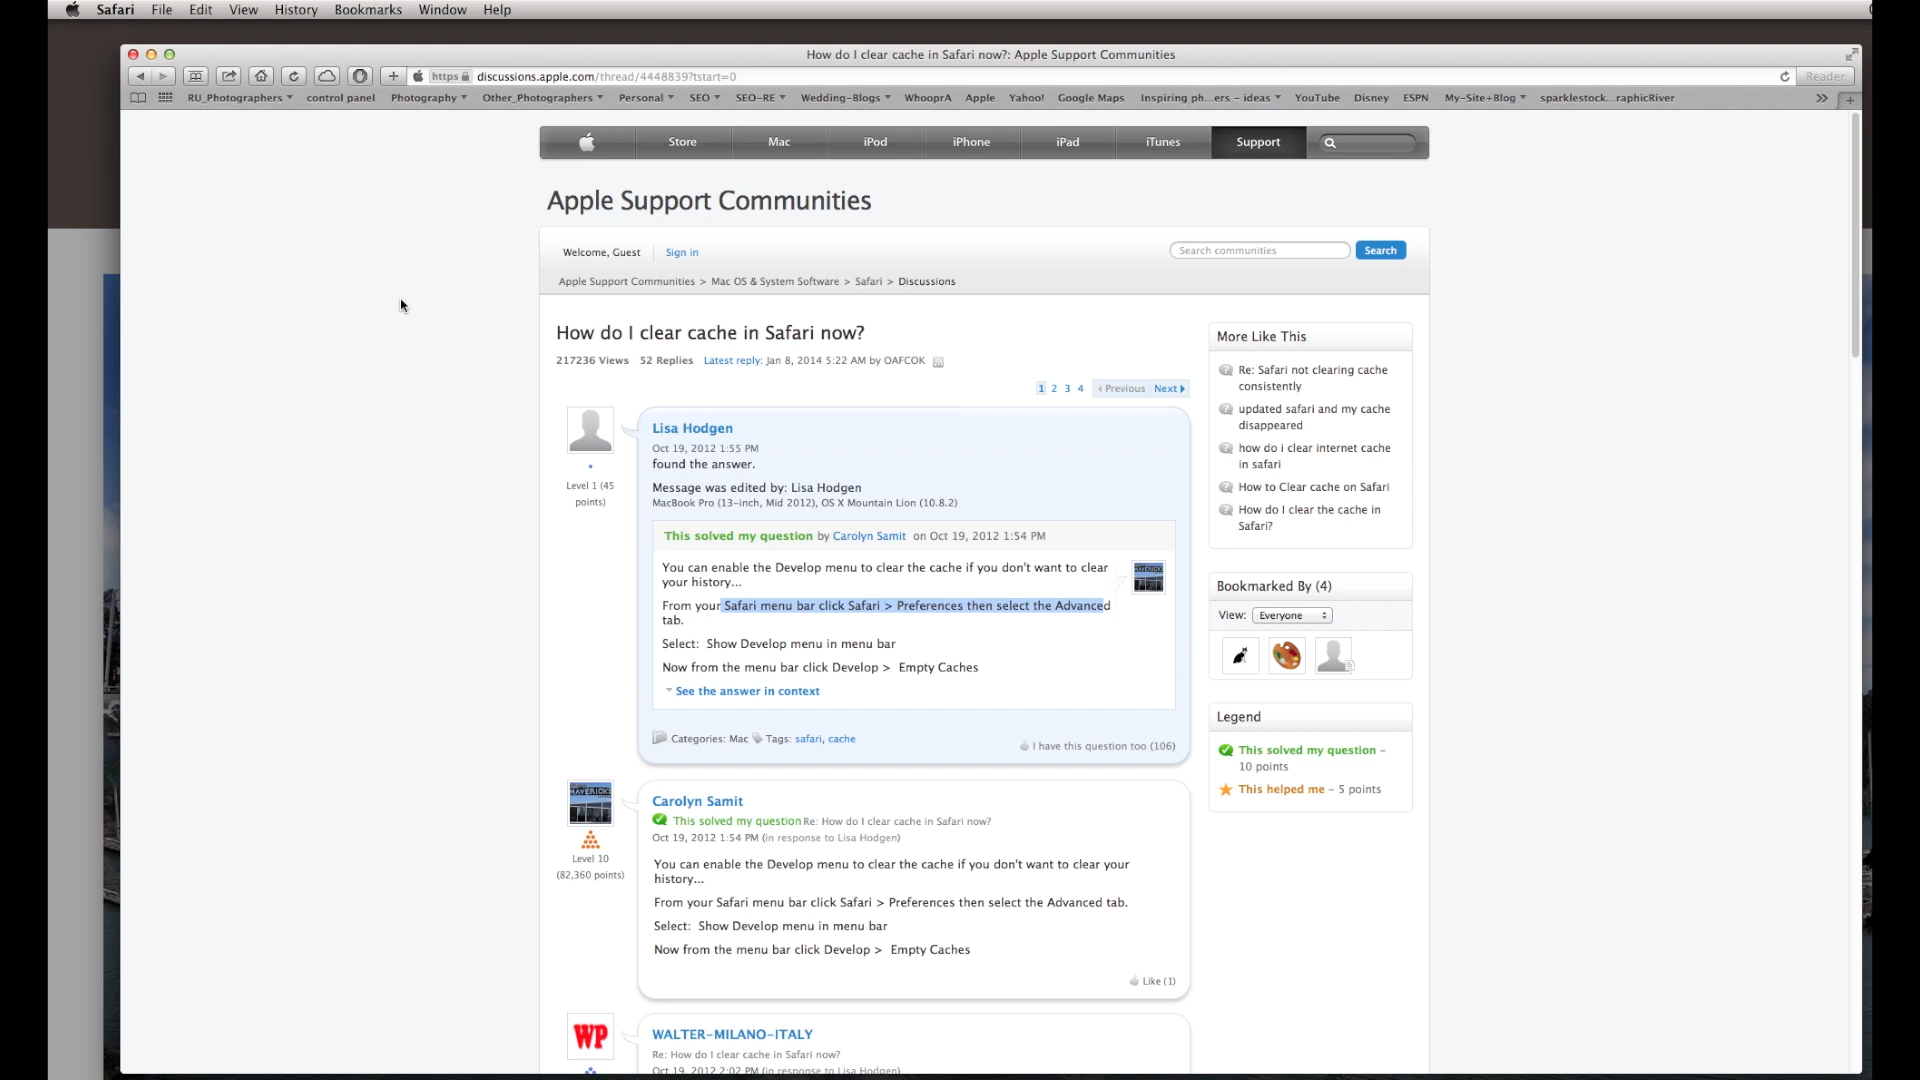 Safari File Edit View History Bookmarks Window Help
How do I clear cache in Safari now?: Apple Support Communities
https discussions.apple.com/thread/4448839?tstart=0 Reader
RU_Photographers control panel Photography Other_Photographers Personal SEO SEO-RE Wedding-Blogs WhooprA Apple Yahoo! Google Maps Inspiring ph...ers - ideas YouTube Disney ESPN My-Site+Blog sparklestock...raphicRiver
Store Mac iPod iPhone iPad iTunes Support
Apple Support Communities
Welcome, Guest Sign in Search communities Search
Apple Support Communities > Mac OS & System Software > Safari > Discussions
How do I clear cache in Safari now?
217236 Views 52 Replies Latest reply: Jan 8, 2014 5:22 AM by OAFCOK
1 2 3 4 Previous Next
Lisa Hodgen
Oct 19, 2012 1:55 PM
found the answer.
Message was edited by: Lisa Hodgen
MacBook Pro (13-inch, Mid 2012), OS X Mountain Lion (10.8.2)
Level 1 (45
points)
This solved my question by Carolyn Samit on Oct 19, 2012 1:54 PM
You can enable the Develop menu to clear the cache if you don't want to clear
your history...
From your Safari menu bar click Safari > Preferences then select the Advanced
tab.
Select: Show Develop menu in menu bar
Now from the menu bar click Develop > Empty Caches
See the answer in context
Categories: Mac Tags: safari, cache
I have this question too (106)
Carolyn Samit
This solved my question Re: How do I clear cache in Safari now?
Oct 19, 2012 1:54 PM (in response to Lisa Hodgen)
Level 10
(82,360 points)
You can enable the Develop menu to clear the cache if you don't want to clear your
history...
From your Safari menu bar click Safari > Preferences then select the Advanced tab.
Select: Show Develop menu in menu bar
Now from the menu bar click Develop > Empty Caches
Like (1)
WP
WALTER-MILANO-ITALY
Re: How do I clear cache in Safari now?
Oct 19, 2012 2:02 PM (in response to Lisa Hodgen)
More Like This
Re: Safari not clearing cache
consistently
updated safari and my cache
disappeared
how do i clear internet cache
in safari
How to Clear cache on Safari
How do I clear the cache in
Safari?
Bookmarked By (4)
View: Everyone
Legend
This solved my question -
10 points
This helped me - 5 points